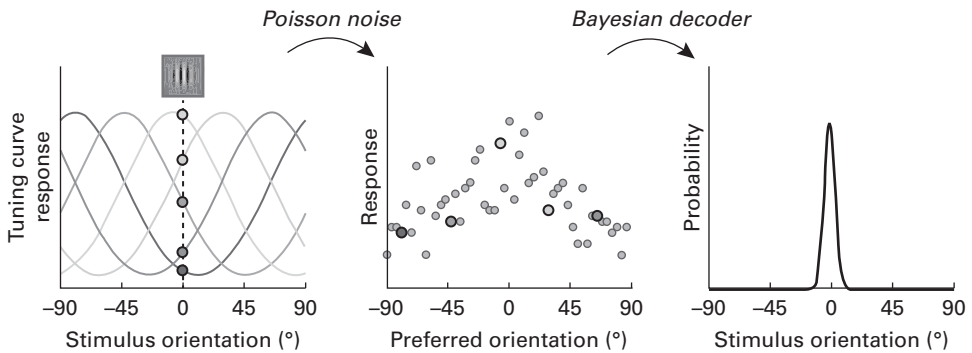 Poisson noise
Bayesian decoder
Tuning curve
response
−90
−45
0
45
90
Stimulus orientation (°)
Response
−90
−45
0
45
90
Preferred orientation (°)
Probability
−90
−45
0
45
90
Stimulus orientation (°)